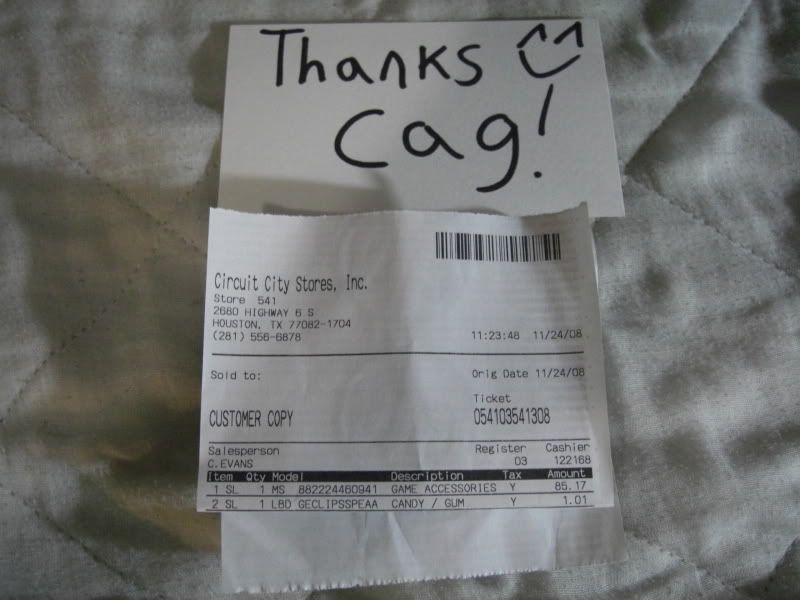 Thanks
Cag!
Circuit City Stores, Inc.
Store 541
2680 HIGHWAY 6 S
HOUSTON, TX 77082-1704
(281) 556-6878 11:23:48 11/24/08
Sold to: Orig Date 11/24/08
Ticket
CUSTOMER COPY 054103541308
Salesperson Register Cashier
C.EVANS 03 122168
Item Qty Model Description Tax Amount
1 SL 1 MS 882224460941 GAME ACCESSORIES Y 85.17
2 SL 1 LBD GECLIPSSPEAA CANDY / GUM Y 1.01